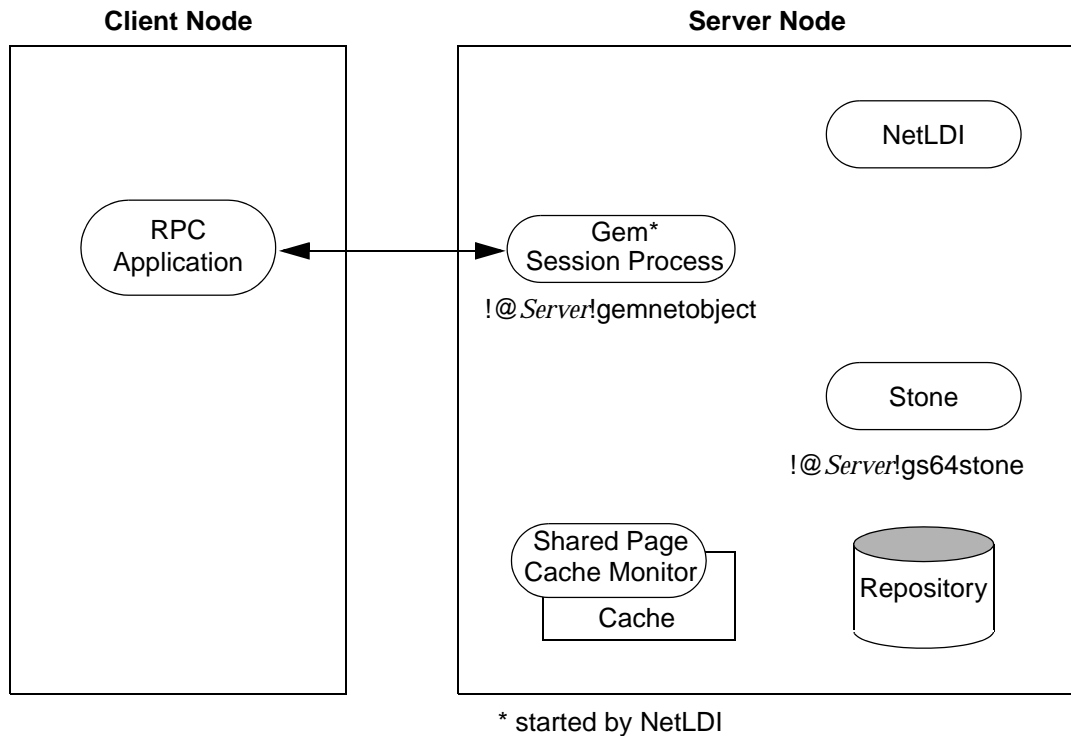 Client Node
Server Node
NetLDI
RPC
Application
Gem*
Session Process
!@Server!gemnetobject
Stone
!@Server!gs64stone
Shared Page
Cache Monitor
Cache
Repository
* started by NetLDI